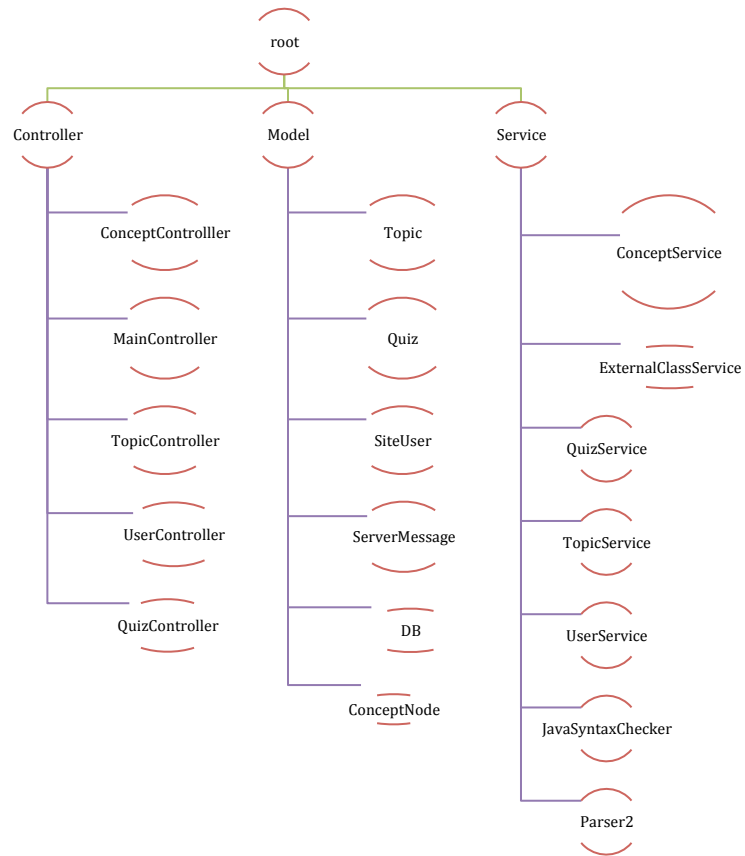 root
Controller
Model
Service
ConceptControlller
MainController
TopicController
UserController
QuizController
Topic
Quiz
SiteUser
ServerMessage
DB
ConceptNode
ConceptService
ExternalClassService
QuizService
TopicService
UserService
JavaSyntaxChecker
Parser2